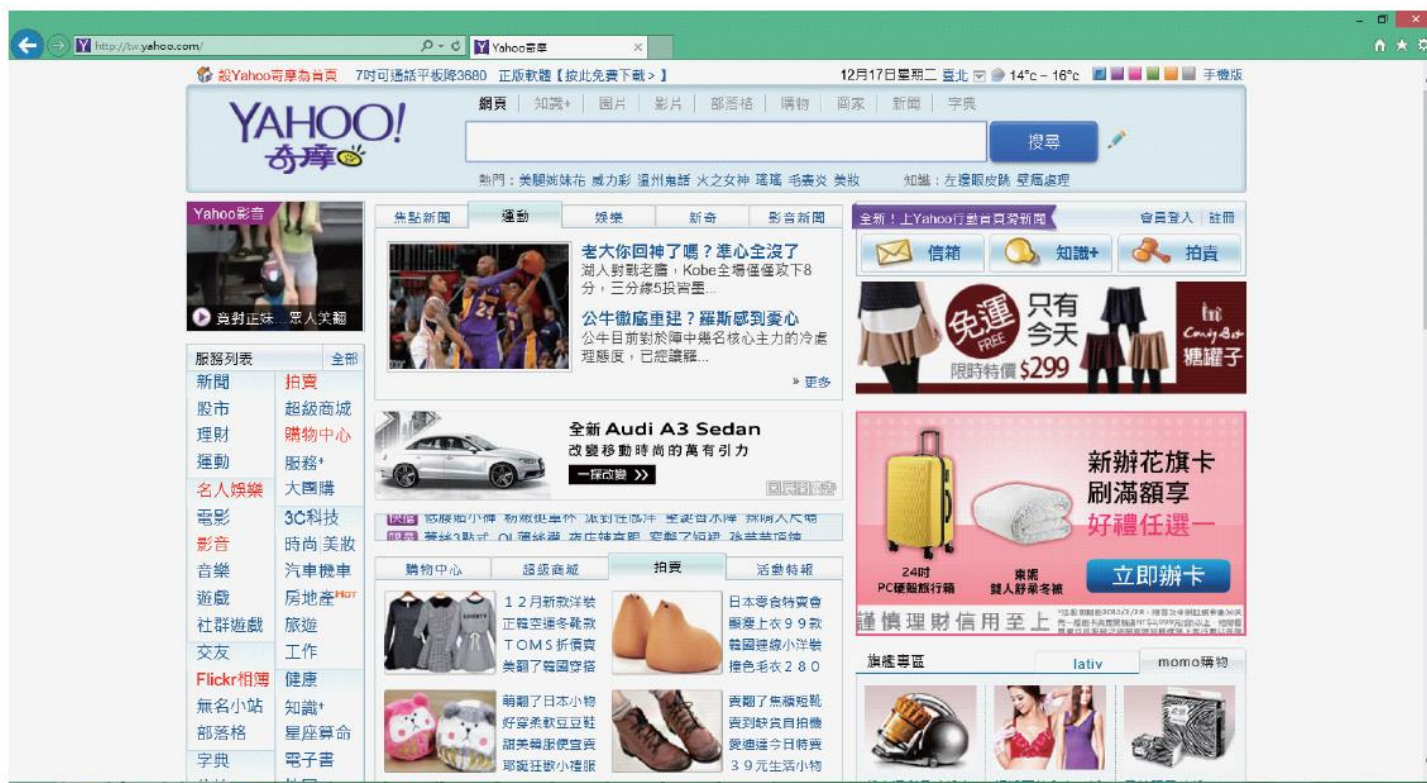 http://tw.yahoo.com/
Yahoo奇摩
設Yahoo奇摩為首頁 7吋可通話平板降3680 正版軟體【按此免費下載>】
12月17日星期二 臺北 14°c – 16°c 手機版
YAHOO!
奇摩
網頁 知識+ 圖片 影片 部落格 購物 商家 新聞 字典
搜尋
熱門：美腿姊妹花 威力彩 溫州鬼話 火之女神 瑤瑤 毛裘炎 美妝 知識：左邊眼皮跳 壁癌處理
Yahoo影音
竟對正妹...眾人笑翻
服務列表 全部
新聞 拍賣
股市 超級商城
理財 購物中心
運動 服務+
名人娛樂 大團購
電影 3C科技
影音 時尚 美妝
音樂 汽車機車
遊戲 房地產Hot
社群遊戲 旅遊
交友 工作
Flickr相簿 健康
無名小站 知識+
部落格 星座算命
字典 電子書
焦點新聞 運動 娛樂 新奇 影音新聞
老大你回神了嗎？準心全沒了
湖人對戰老鷹，Kobe全場僅僅攻下8
分，三分線5投皆墨...
公牛徹底重建？羅斯感到憂心
公牛目前對於陣中幾名核心主力的冷處
理態度，已經讓羅...
» 更多
全新 Audi A3 Sedan
改變移動時尚的萬有引力
一探改變 >>
購物中心 超級商城 拍賣 活動特報
12月新款洋裝
正韓空運冬靴款
TOMS折價賣
美翻了韓國穿搭
日本零食特賣會
顯瘦上衣99款
韓國連線小洋裝
撞色毛衣280
萌翻了日本小物
好穿柔軟豆豆鞋
甜美韓服便宜賣
耶誕狂歡小禮服
賣翻了焦糖短靴
賣到缺貨自拍機
愛迪達今日特賣
39元生活小物
全新！上Yahoo行動首頁滑新聞 會員登入 註冊
信箱 知識+ 拍賣
免運
FREE
只有
今天
限時特價 $299
Candy Box
糖罐子
新辦花旗卡
刷滿額享
好禮任選一
立即辦卡
24吋
PC硬殼旅行箱
東妮
雙人舒柔冬被
謹慎理財信用至上
旗艦專區 lativ momo購物